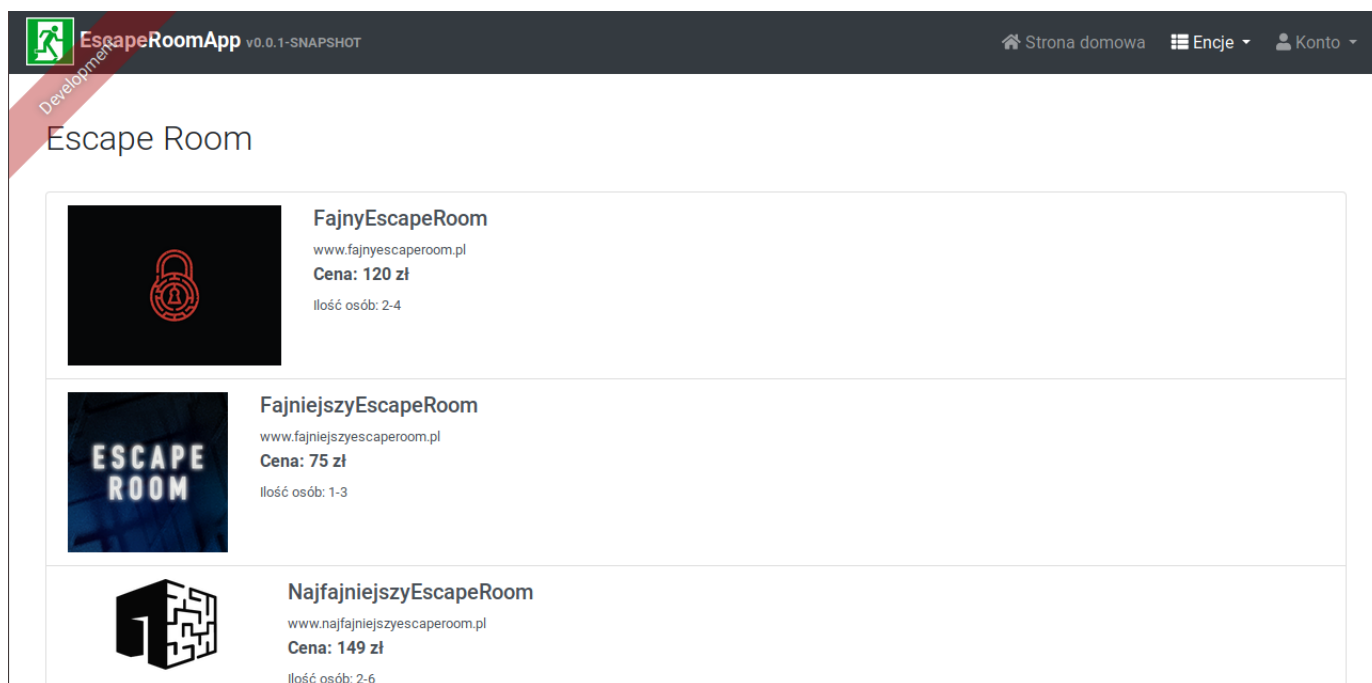 EscapeRoomApp v0.0.1-SNAPSHOT
Strona domowa
Encje
Konto
Development
Escape Room
FajnyEscapeRoom
www.fajnyescaperoom.pl
Cena: 120 zł
Ilość osób: 2-4
ESCAPE
ROOM
FajniejszyEscapeRoom
www.fajniejszyescaperoom.pl
Cena: 75 zł
Ilość osób: 1-3
NajfajniejszyEscapeRoom
www.najfajniejszyescaperoom.pl
Cena: 149 zł
Ilość osób: 2-6